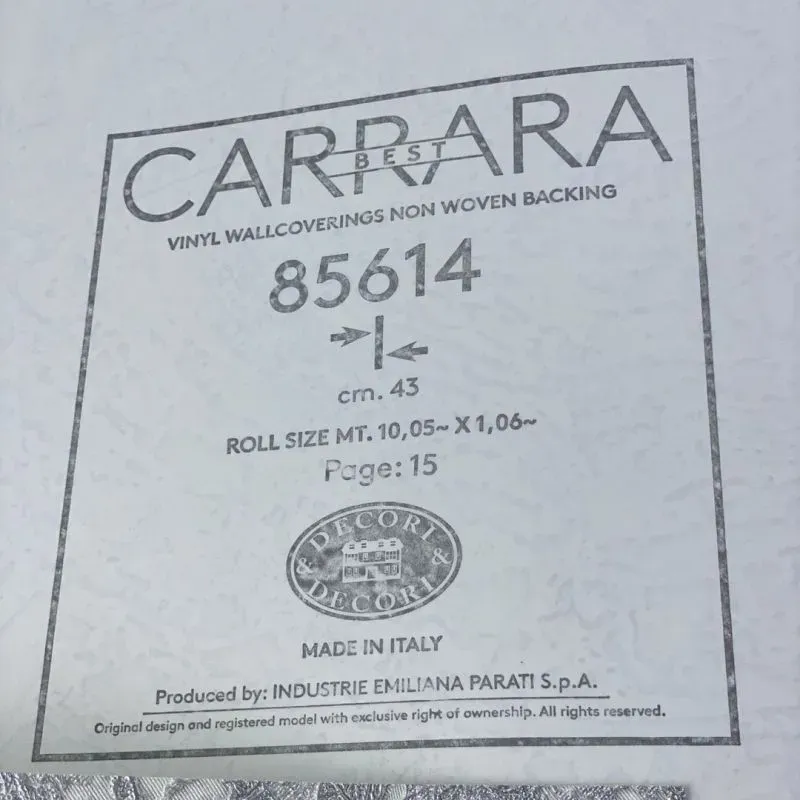 CARRARA
BEST
VINYL WALLCOVERINGS NON WOVEN BACKING
85614
cm. 43
ROLL SIZE MT. 10,05~ X 1,06~
Page: 15
DECORI
& &
DECORI
MADE IN ITALY
Produced by: INDUSTRIE EMILIANA PARATI S.p.A.
Original design and registered model with exclusive right of ownership. All rights reserved.